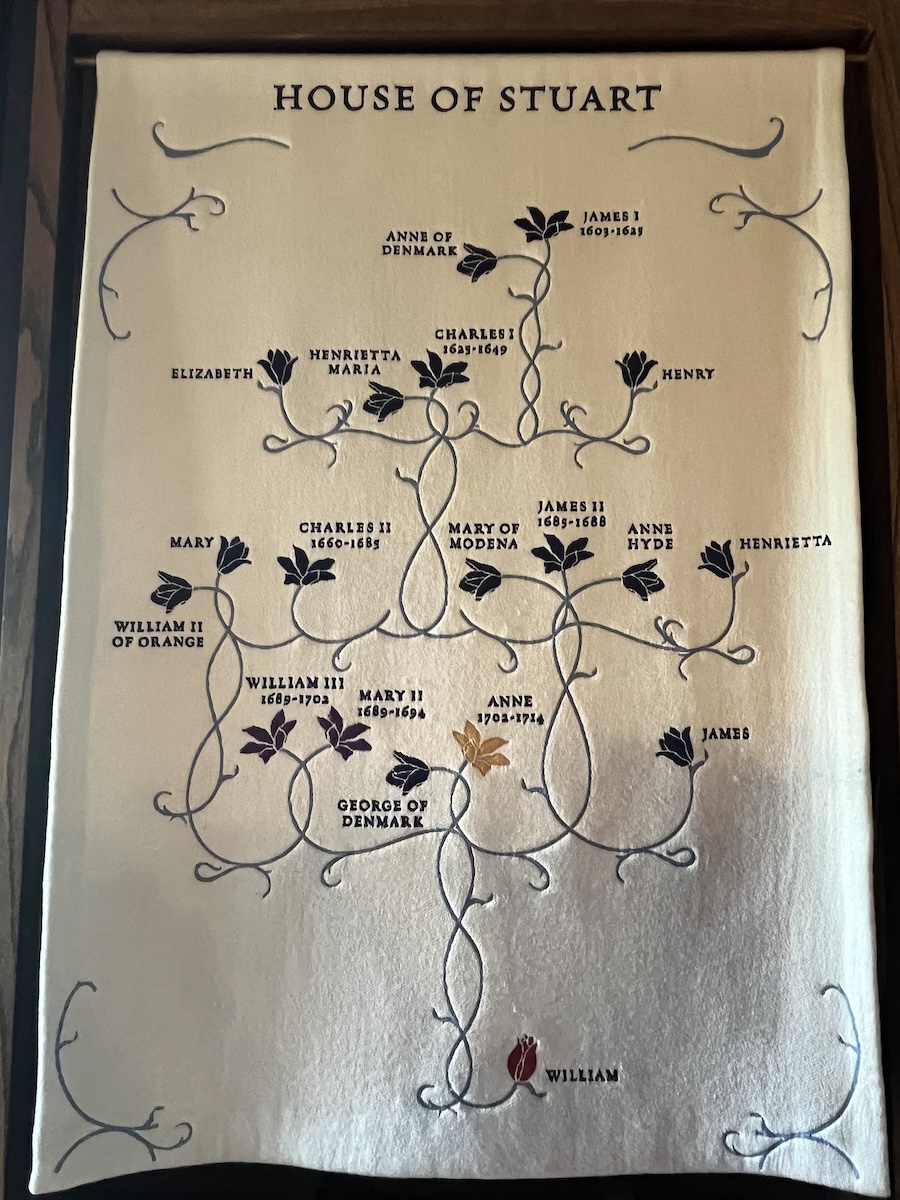 HOUSE OF STUART
JAMES I
1603-1625
ANNE OF
DENMARK
CHARLES I
1625-1649
HENRIETTA
MARIA
ELIZABETH
HENRY
JAMES II
1685-1688
CHARLES II
1660-1685
MARY OF
MODENA
ANNE
HYDE
MARY
HENRIETTA
WILLIAM II
OF ORANGE
WILLIAM III
1689-1702
MARY II
1689-1694
ANNE
1702-1714
JAMES
GEORGE OF
DENMARK
WILLIAM